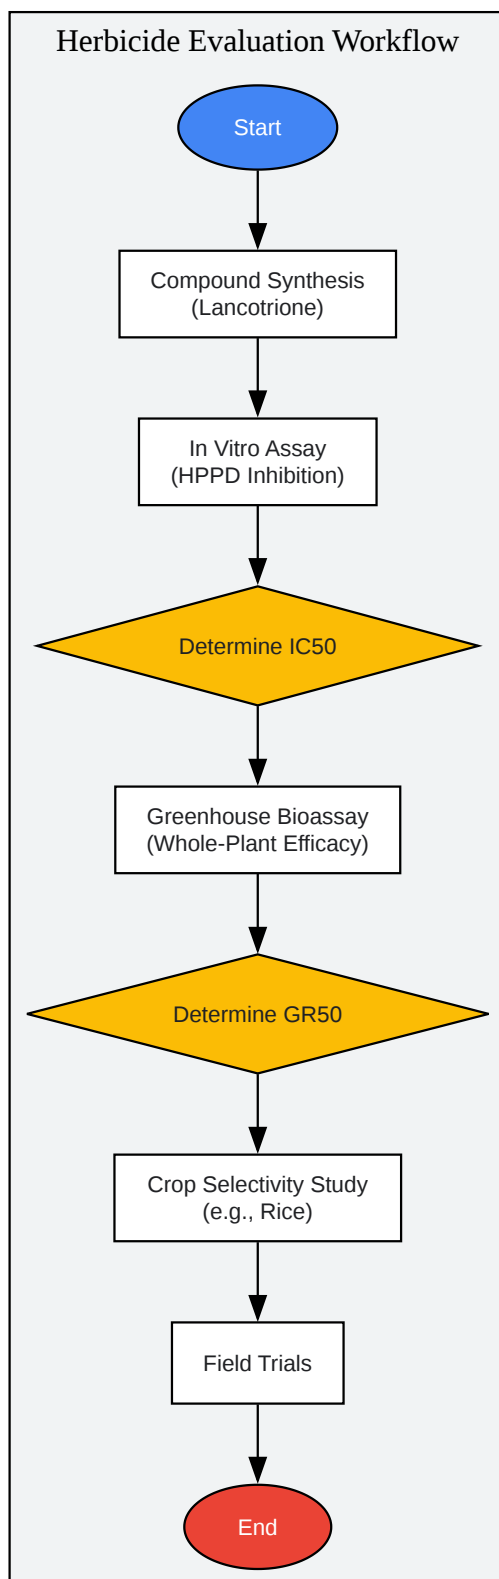 Herbicide Evaluation Workflow
Start
Compound Synthesis
(Lancotrione)
In Vitro Assay
(HPPD Inhibition)
Determine IC50
Greenhouse Bioassay
(Whole-Plant Efficacy)
Determine GR50
Crop Selectivity Study
(e.g., Rice)
Field Trials
End